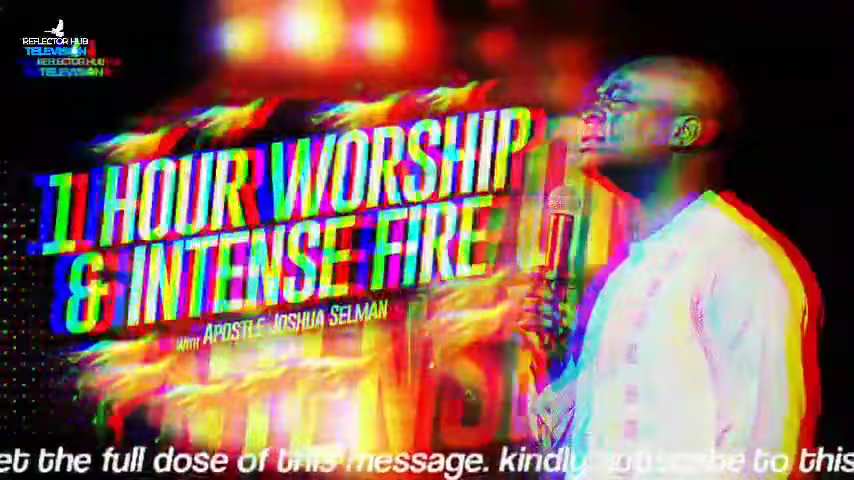 REFLECTOR HUB
TELEVISION
REFLECTOR HUB
TELEVISION
1 HOUR WORSHIP
& INTENSE FIRE
WITH APOSTLE JOSHUA SELMAN
et the full dose of this message. kindly subscribe to this